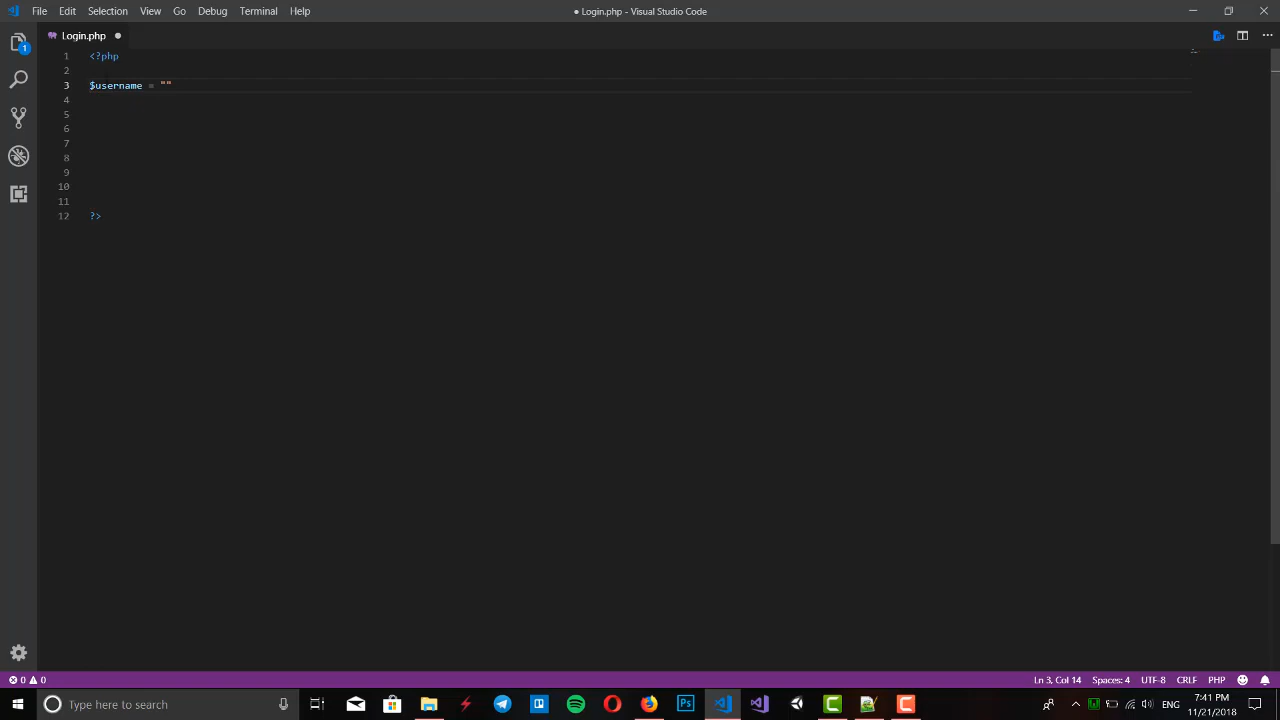 File Edit Selection View Go Debug Terminal Help
● Login.php - Visual Studio Code
Login.php
1
1 <?php
2
3 $username = ""
4
5
6
7
8
9
10
11
12 ?>
0 0
Ln 3, Col 14 Spaces: 4 UTF-8 CRLF PHP
Type here to search
Ps
ENG
7:41 PM
11/21/2018